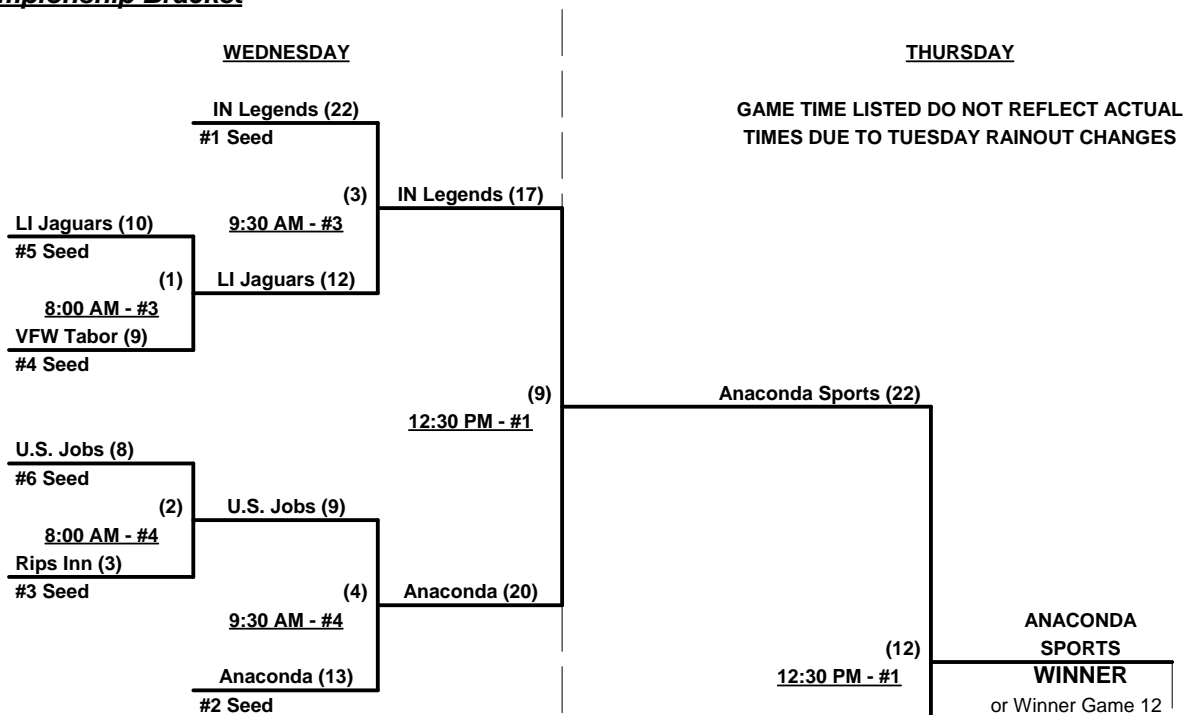 Bracket
WEDNESDAY
THURSDAY
IN Legends (22)
#1 Seed
GAME TIME LISTED DO NOT REFLECT ACTUAL
TIMES DUE TO TUESDAY RAINOUT CHANGES
(3)
9:30 AM - #3
IN Legends (17)
LI Jaguars (10)
#5 Seed
(1)
8:00 AM - #3
LI Jaguars (12)
VFW Tabor (9)
#4 Seed
(9)
12:30 PM - #1
Anaconda Sports (22)
U.S. Jobs (8)
#6 Seed
(2)
8:00 AM - #4
U.S. Jobs (9)
Rips Inn (3)
#3 Seed
(4)
9:30 AM - #4
Anaconda (20)
Anaconda (13)
#2 Seed
(12)
12:30 PM - #1
ANACONDA
SPORTS
WINNER
or Winner Game 12